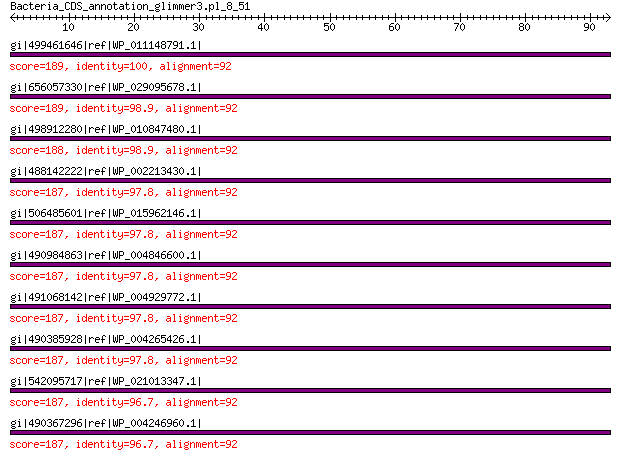 Bacteria_CDS_annotation_glimmer3.pl_8_51
10 20 30 40 50 60 70 80 90
gi|499461646|ref|WP_011148791.1|
score=189, identity=100, alignment=92
gi|656057330|ref|WP_029095678.1|
score=189, identity=98.9, alignment=92
gi|498912280|ref|WP_010847480.1|
score=188, identity=98.9, alignment=92
gi|488142222|ref|WP_002213430.1|
score=187, identity=97.8, alignment=92
gi|506485601|ref|WP_015962146.1|
score=187, identity=97.8, alignment=92
gi|490984863|ref|WP_004846600.1|
score=187, identity=97.8, alignment=92
gi|491068142|ref|WP_004929772.1|
score=187, identity=97.8, alignment=92
gi|490385928|ref|WP_004265426.1|
score=187, identity=97.8, alignment=92
gi|542095717|ref|WP_021013347.1|
score=187, identity=96.7, alignment=92
gi|490367296|ref|WP_004246960.1|
score=187, identity=96.7, alignment=92